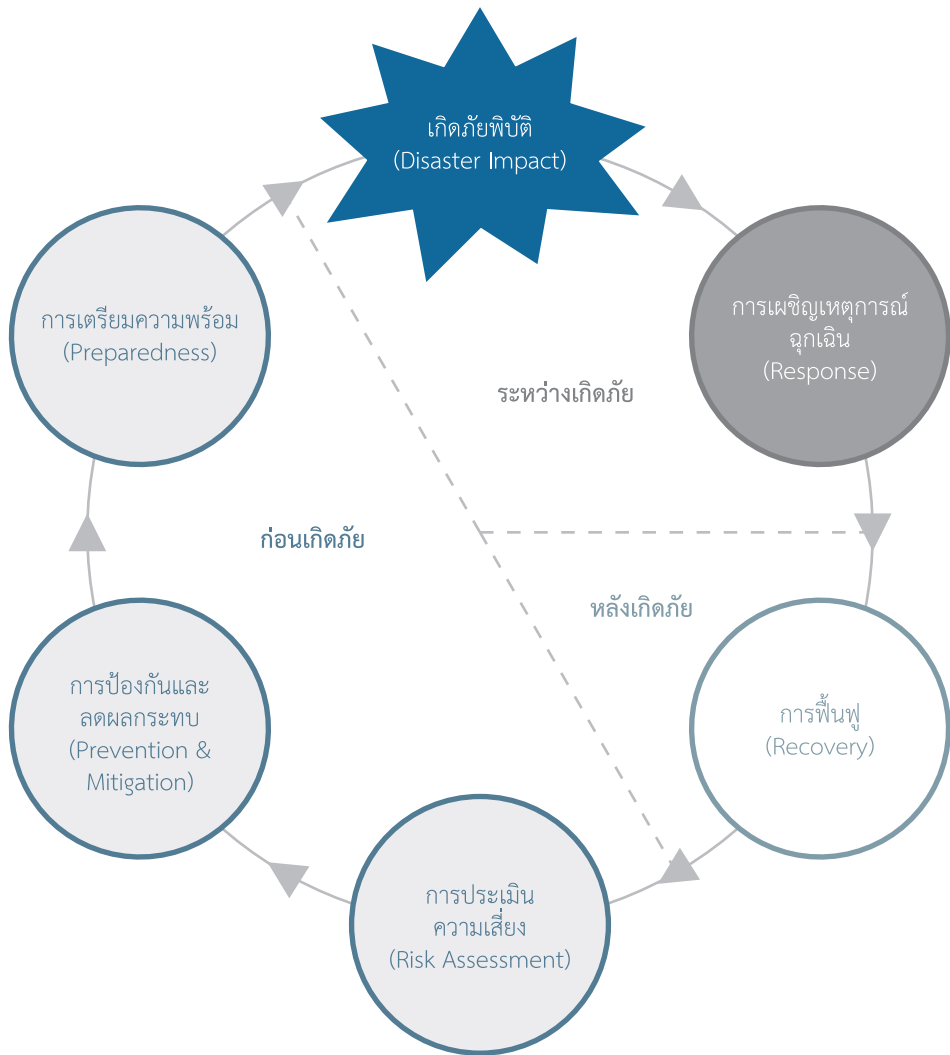 เกิดภัยพิบัติ
(Disaster Impact)
การเตรียมความพร้อม
(Preparedness)
การเผชิญเหตุการณ์
ฉุกเฉิน
(Response)
ระหว่างเกิดภัย
ก่อนเกิดภัย
หลังเกิดภัย
การป้องกันและ
ลดผลกระทบ
(Prevention &
Mitigation)
การฟื้นฟู
(Recovery)
การประเมิน
ความเสี่ยง
(Risk Assessment)